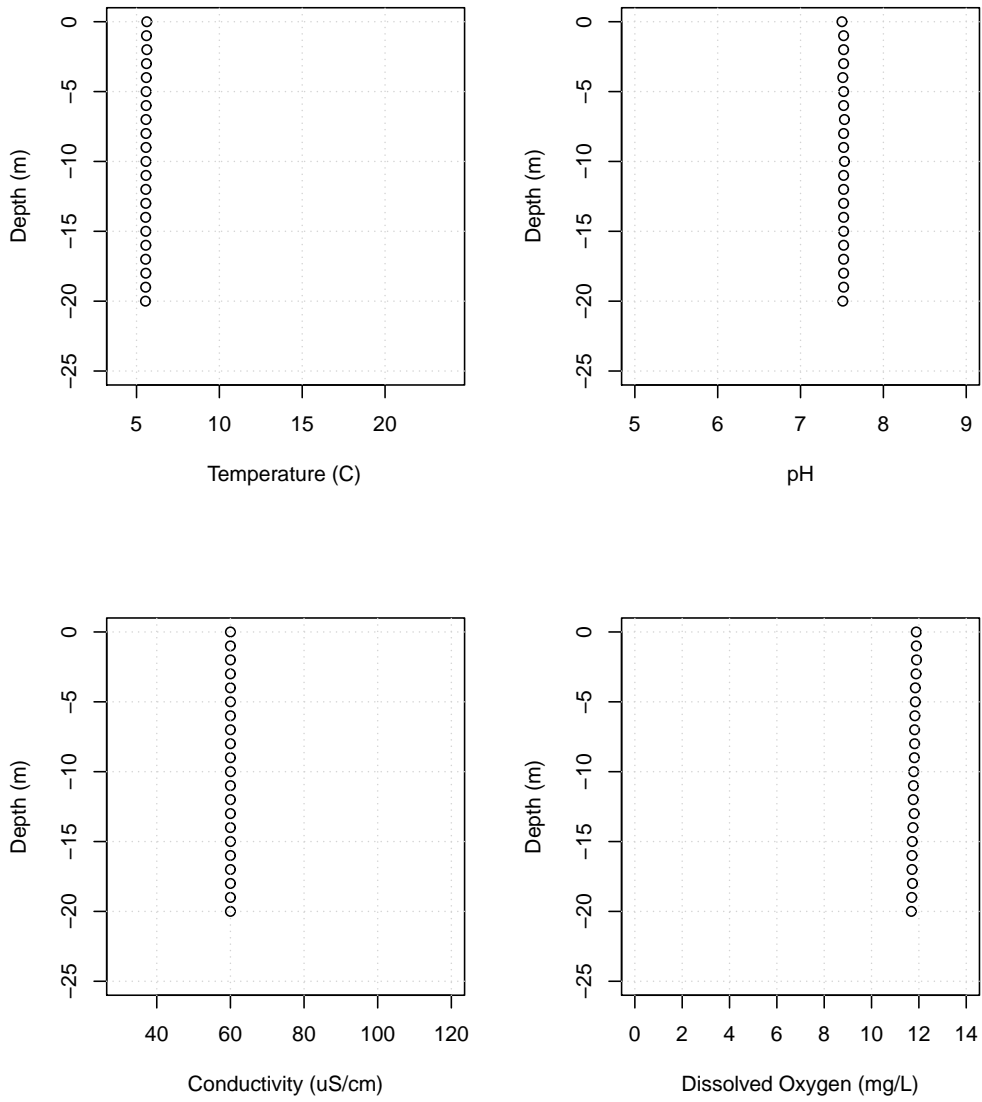 0
−5
−10
−15
−20
−25
Depth (m)
5 10 15 20
Temperature (C)
0
−5
−10
−15
−20
−25
Depth (m)
5 6 7 8 9
pH
0
−5
−10
−15
−20
−25
Depth (m)
40 60 80 100 120
Conductivity (uS/cm)
0
−5
−10
−15
−20
−25
Depth (m)
0 2 4 6 8 10 12 14
Dissolved Oxygen (mg/L)